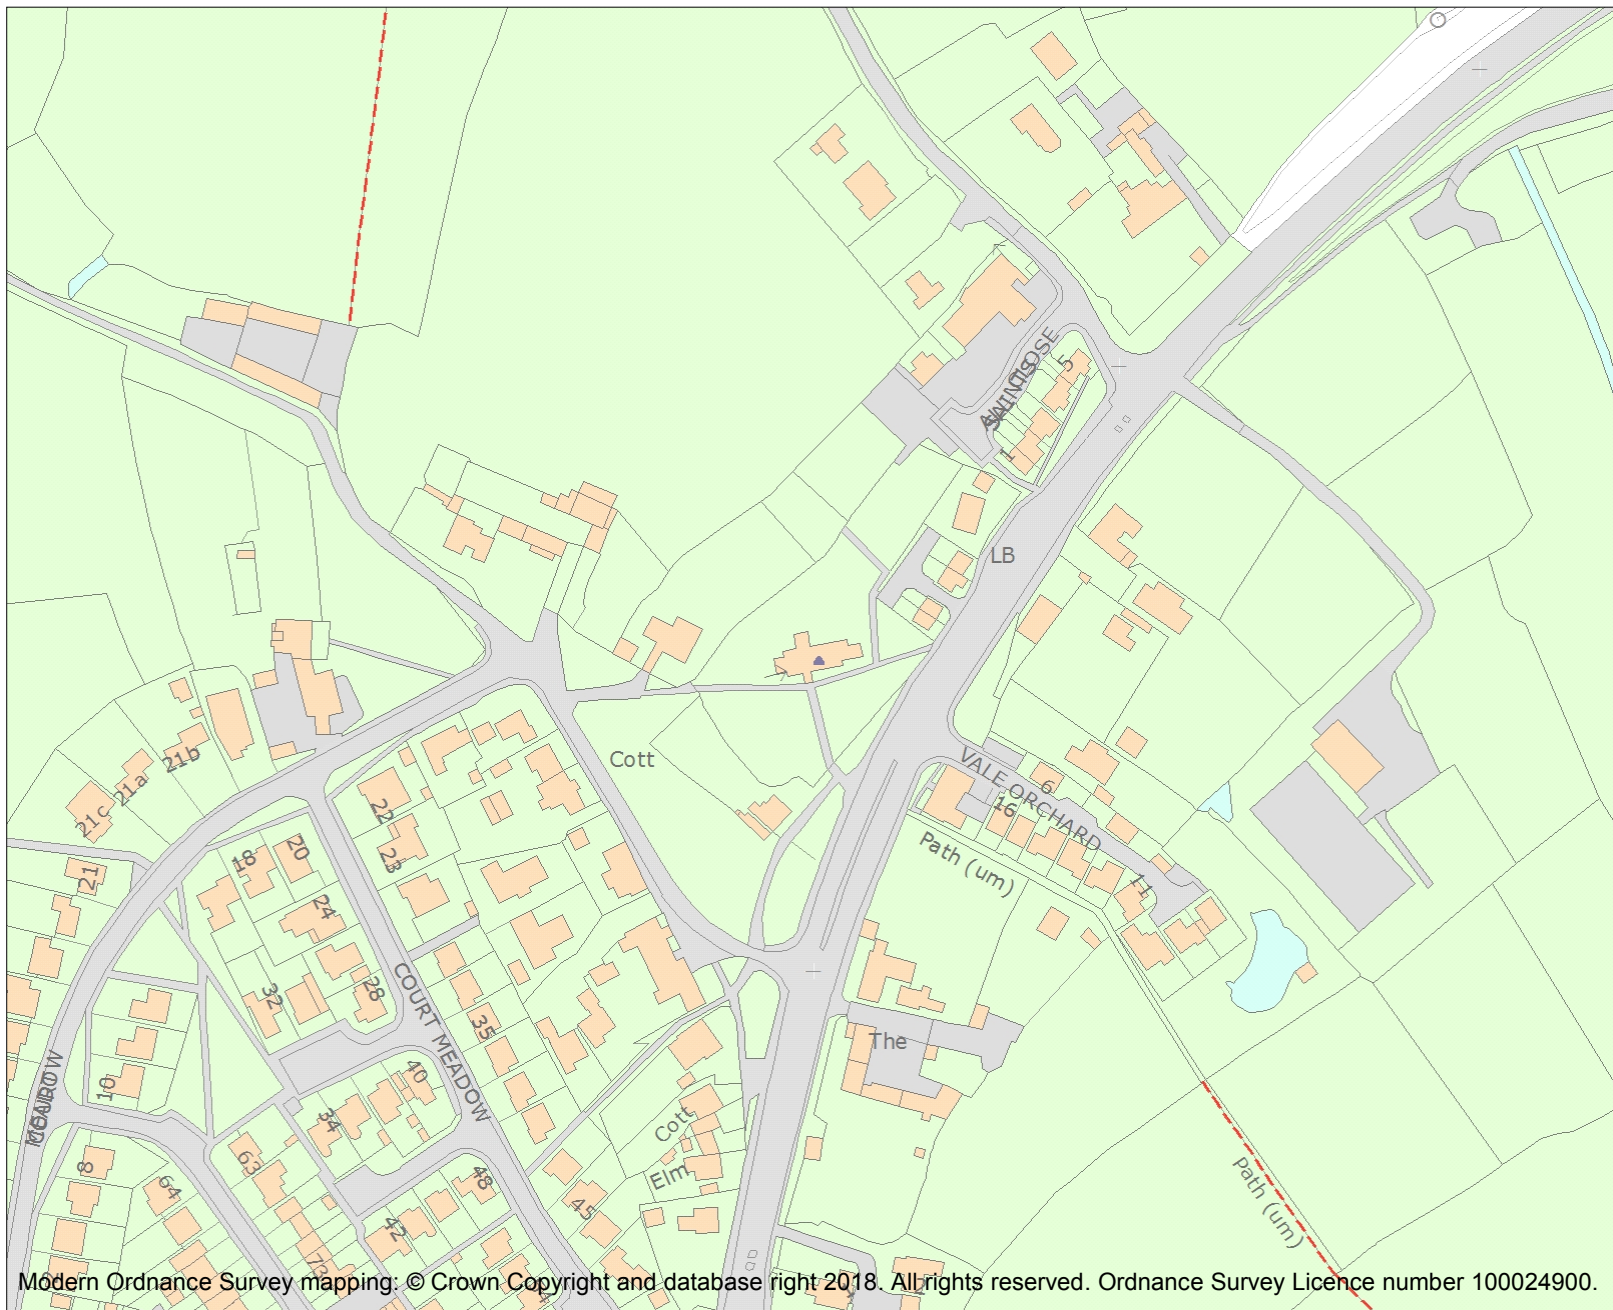 5
1
LB
Cott
VALE ORCHARD
6
16
11
Path (um)
21b
21a
21c
21
22
23
20
18
24
28
32
35
COURT MEADOW
The
40
34
10
8
63
64
Cott
Elm
48
45
42
73
Path (um)
Modern Ordnance Survey mapping: © Crown Copyright and database right 2018. All rights reserved. Ordnance Survey Licence number 100024900.